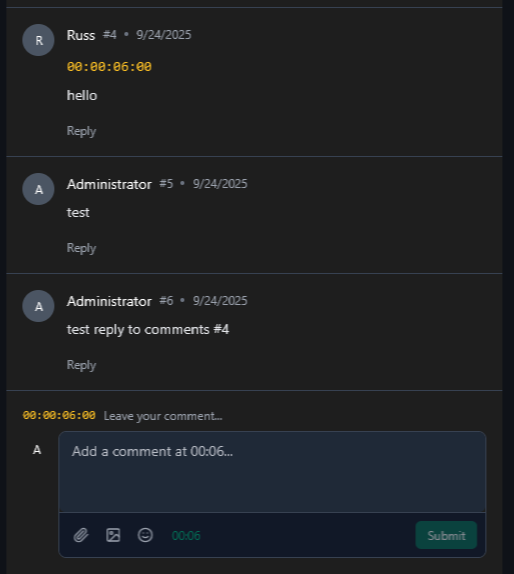 R Russ #4 • 9/24/2025
00:00:06:00
hello
Reply
A Administrator #5 • 9/24/2025
test
Reply
A Administrator #6 • 9/24/2025
test reply to comments #4
Reply
00:00:06:00 Leave your comment...
A Add a comment at 00:06...
00:06 Submit